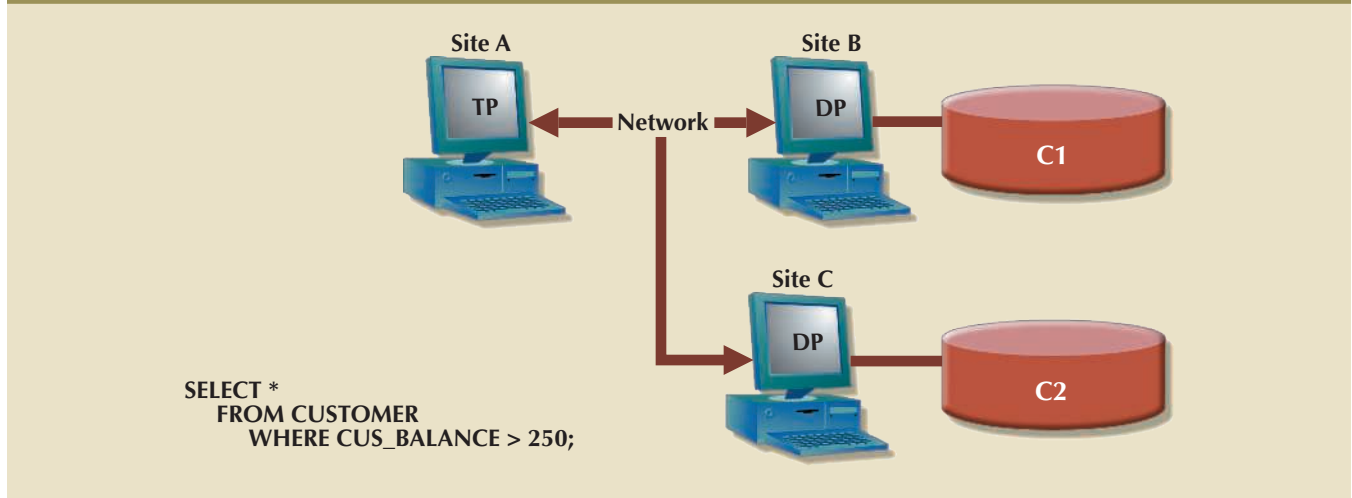 Site A
Site B
TP
Network
DP
C1
Site C
DP
C2
SELECT *
FROM CUSTOMER
WHERE CUS_BALANCE > 250;